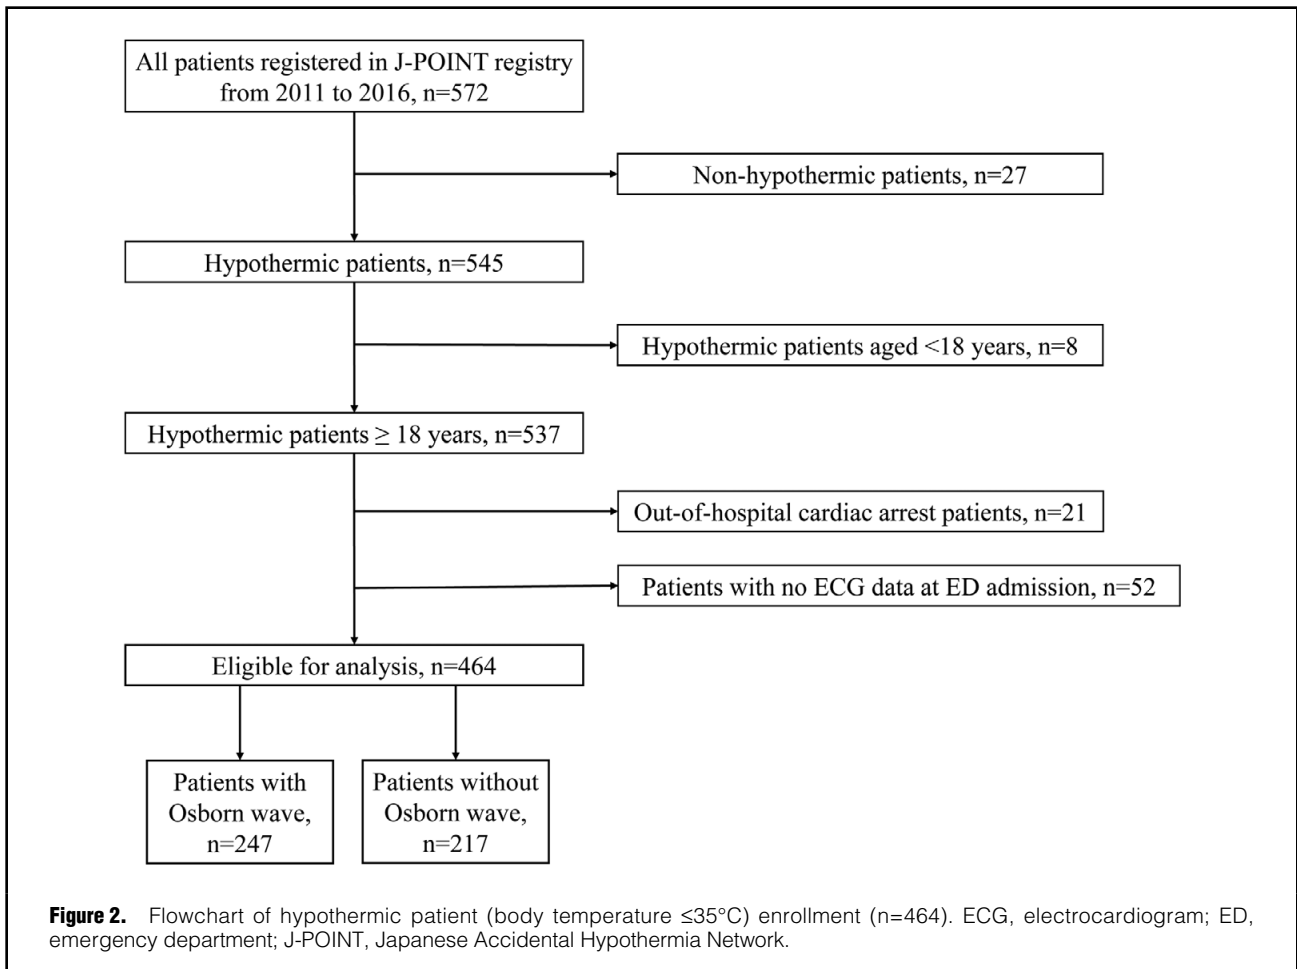 All patients registered in J-POINT registry
from 2011 to 2016, n=572
Non-hypothermic patients, n=27
Hypothermic patients, n=545
Hypothermic patients aged <18 years, n=8
Hypothermic patients ≥ 18 years, n=537
Out-of-hospital cardiac arrest patients, n=21
Patients with no ECG data at ED admission, n=52
Eligible for analysis, n=464
Patients with
Osborn wave,
n=247
Patients without
Osborn wave,
n=217
Figure 2. Flowchart of hypothermic patient (body temperature ≤35°C) enrollment (n=464). ECG, electrocardiogram; ED,
emergency department; J-POINT, Japanese Accidental Hypothermia Network.